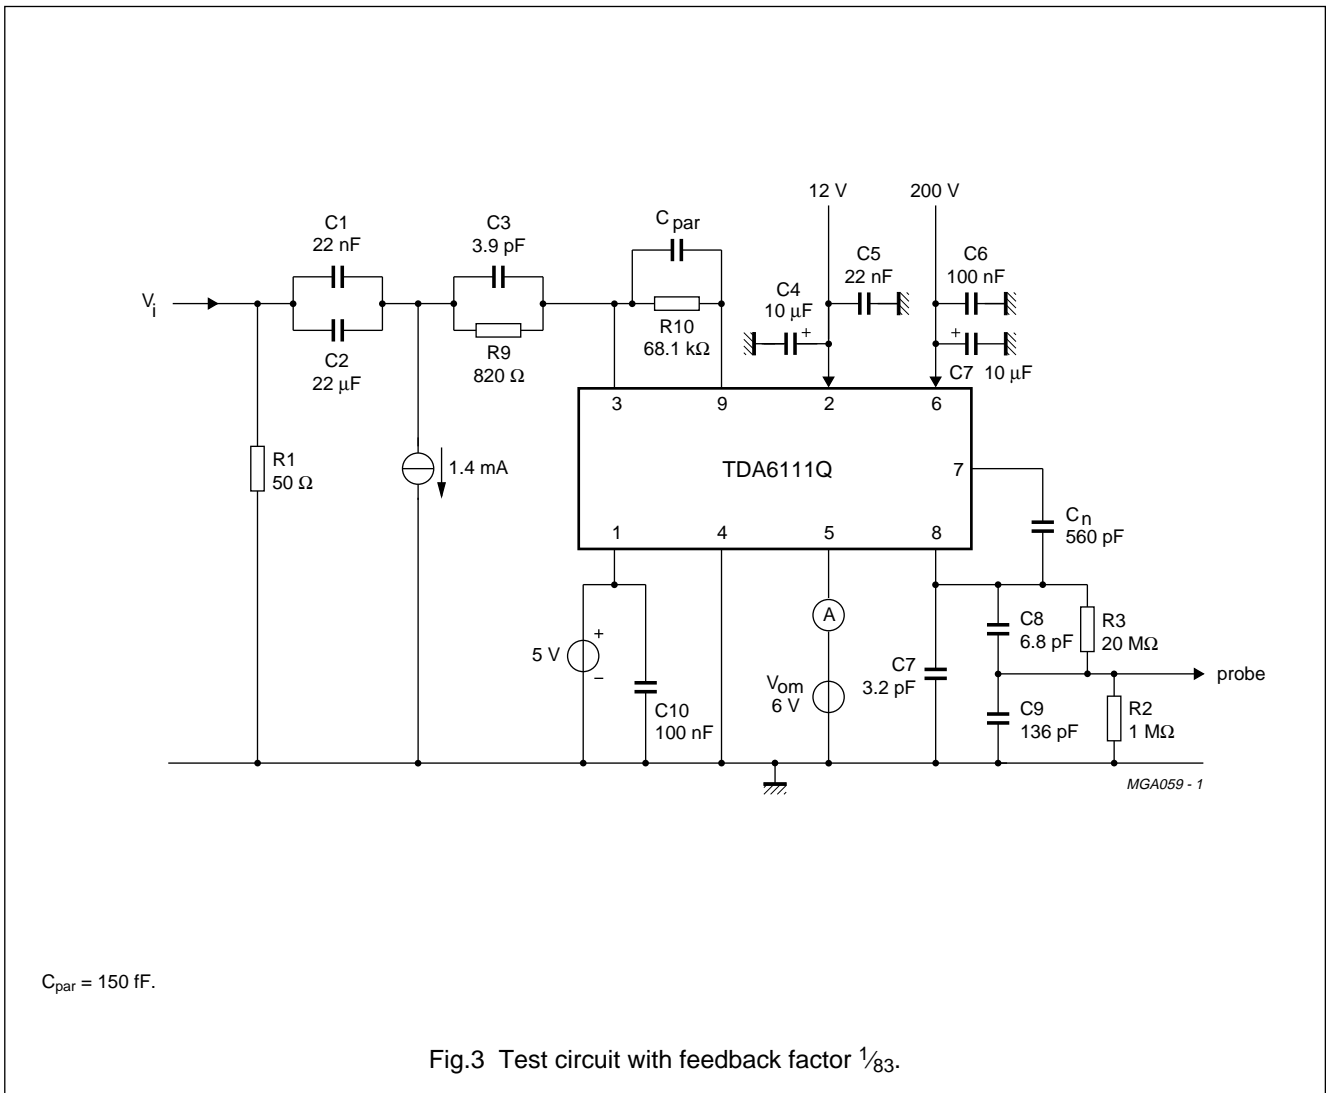 12 V
200 V
C1
22 nF
C3
3.9 pF
C par
C5
22 nF
C6
100 nF
C4
10 μF
+
Vi
C2
22 μF
R9
820 Ω
R10
68.1 kΩ
+
C7
10 μF
3
9
2
6
R1
50 Ω
1.4 mA
TDA6111Q
7
1
4
5
8
Cn
560 pF
5 V
+
−
A
C7
3.2 pF
C8
6.8 pF
R3
20 MΩ
Vom
6 V
probe
C10
100 nF
C9
136 pF
R2
1 MΩ
MGA059 - 1
Cpar = 150 fF.
Fig.3 Test circuit with feedback factor 1⁄83.